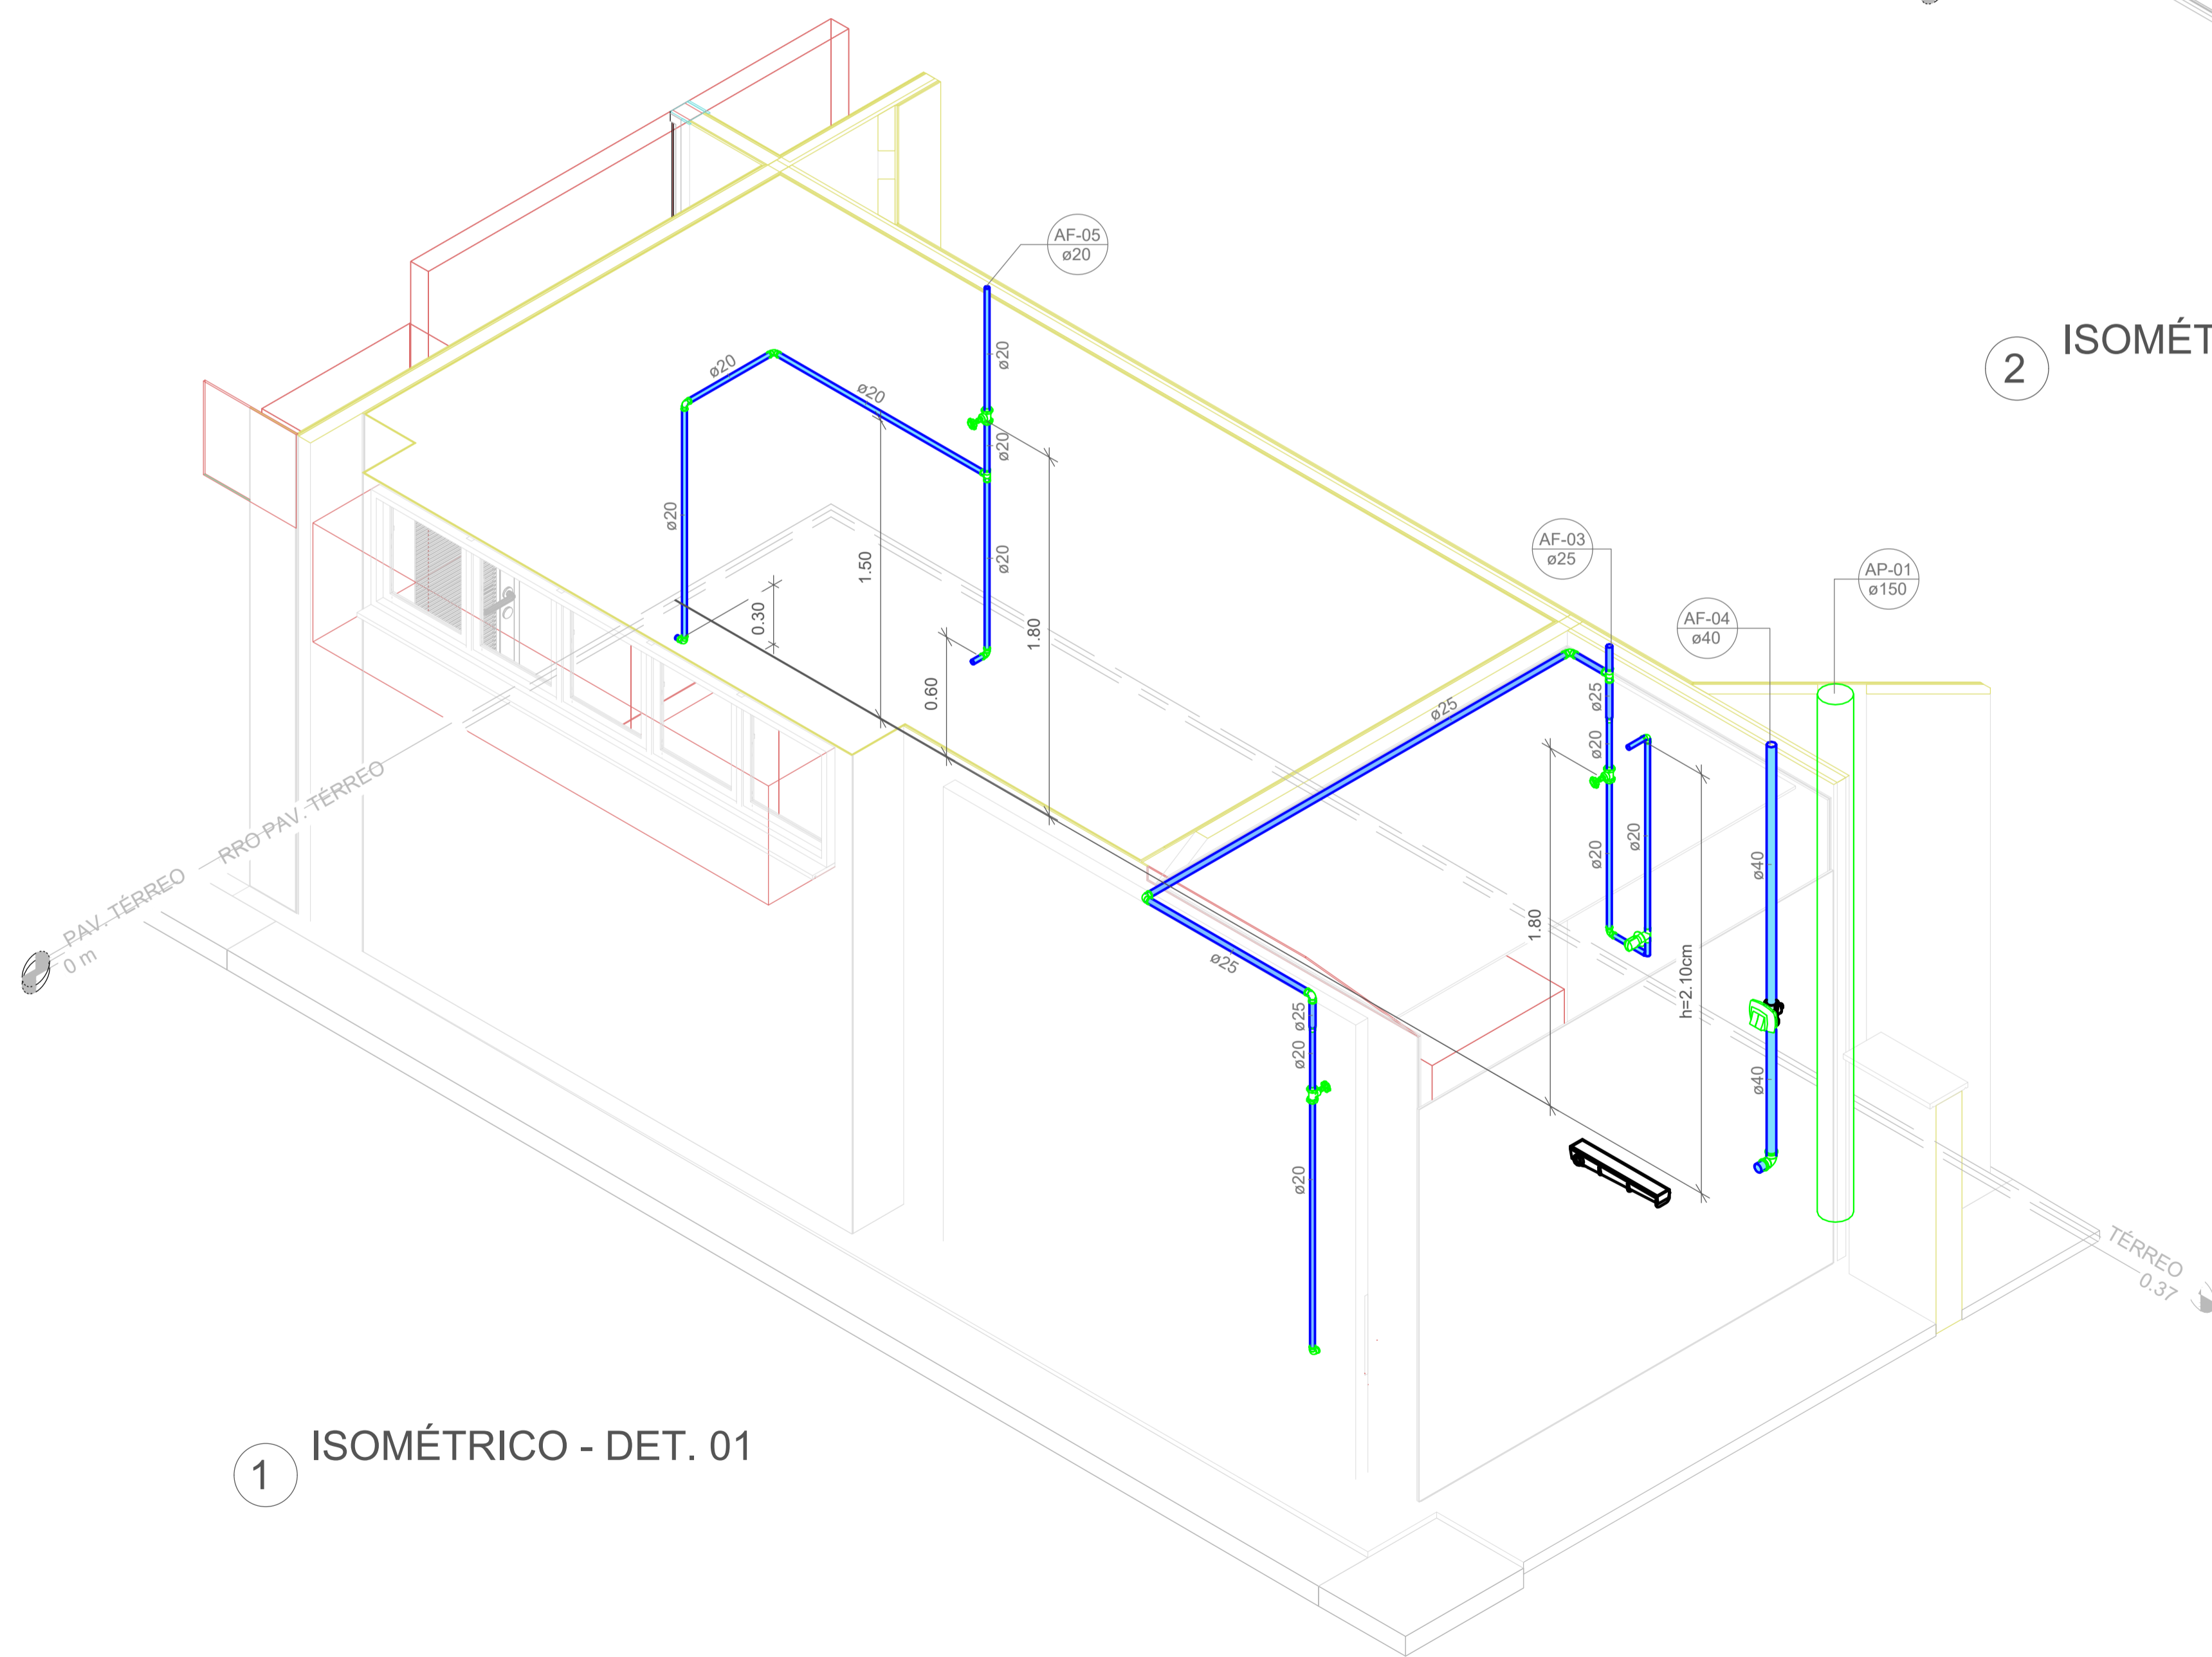 AF-05
ø20
ø20
ø20
ø20
ø20
ø20
ø20
1.50
0.30
1.80
0.60
AF-03
ø25
AF-04
ø40
AP-01
ø150
2
ISOMÉT
ø25
ø25
ø20
ø20
ø20
1.80
h=2.10cm
ø40
ø40
ø25
ø25
ø20
ø20
RRO PAV. TÉRREO
PAV. TÉRREO
0 m
TÉRREO
0.37
1
ISOMÉTRICO - DET. 01